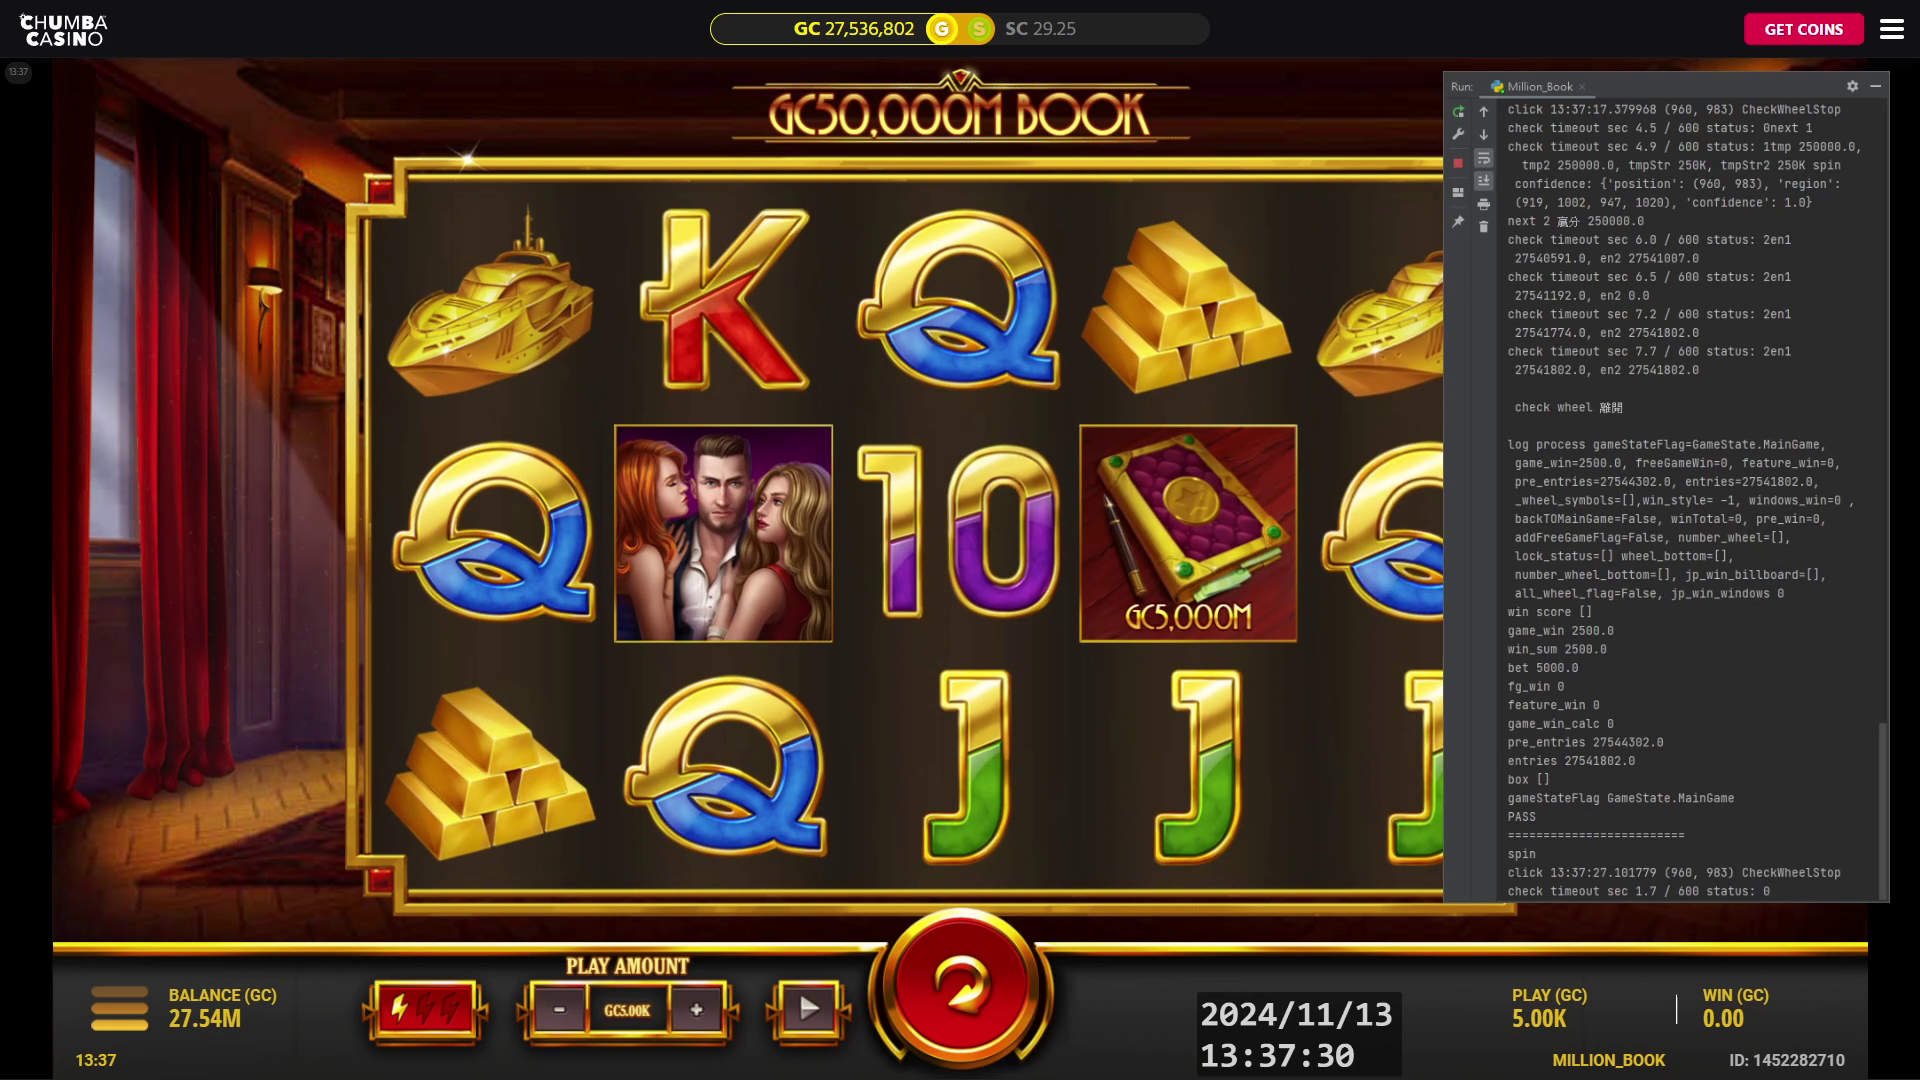 CHUMBA
CASINO
GC 27,536,802
G
S
SC 29.25
GET COINS
13:37
GC50,000M BOOK
K
Q
Q
10
GC5,000M
Q
Q
J
J
J
Run: Million_Book
click 13:37:17.379968 (960, 983) CheckWheelStop
check timeout sec 4.5 / 600 status: 0next 1
check timeout sec 4.9 / 600 status: 1tmp 250000.0,
tmp2 250000.0, tmpStr 250K, tmpStr2 250K spin
confidence: {'position': (960, 983), 'region':
(919, 1002, 947, 1020), 'confidence': 1.0}
next 2 贏分 250000.0
check timeout sec 6.0 / 600 status: 2en1
27540591.0, en2 27541007.0
check timeout sec 6.5 / 600 status: 2en1
27541192.0, en2 0.0
check timeout sec 7.2 / 600 status: 2en1
27541774.0, en2 27541802.0
check timeout sec 7.7 / 600 status: 2en1
27541802.0, en2 27541802.0
check wheel 離開
log process gameStateFlag=GameState.MainGame,
game_win=2500.0, freeGameWin=0, feature_win=0,
pre_entries=27544302.0, entries=27541802.0,
_wheel_symbols=[],win_style= -1, windows_win=0 ,
backTOMainGame=False, winTotal=0, pre_win=0,
addFreeGameFlag=False, number_wheel=[],
lock_status=[] wheel_bottom=[],
number_wheel_bottom=[], jp_win_billboard=[],
all_wheel_flag=False, jp_win_windows 0
win score []
game_win 2500.0
win_sum 2500.0
bet 5000.0
fg_win 0
feature_win 0
game_win_calc 0
pre_entries 27544302.0
entries 27541802.0
box []
gameStateFlag GameState.MainGame
PASS
=========================
spin
click 13:37:27.101779 (960, 983) CheckWheelStop
check timeout sec 1.7 / 600 status: 0
BALANCE (GC)
27.54M
13:37
PLAY AMOUNT
- GC5.00K +
2024/11/13
13:37:30
PLAY (GC)
5.00K
WIN (GC)
0.00
MILLION_BOOK
ID: 1452282710